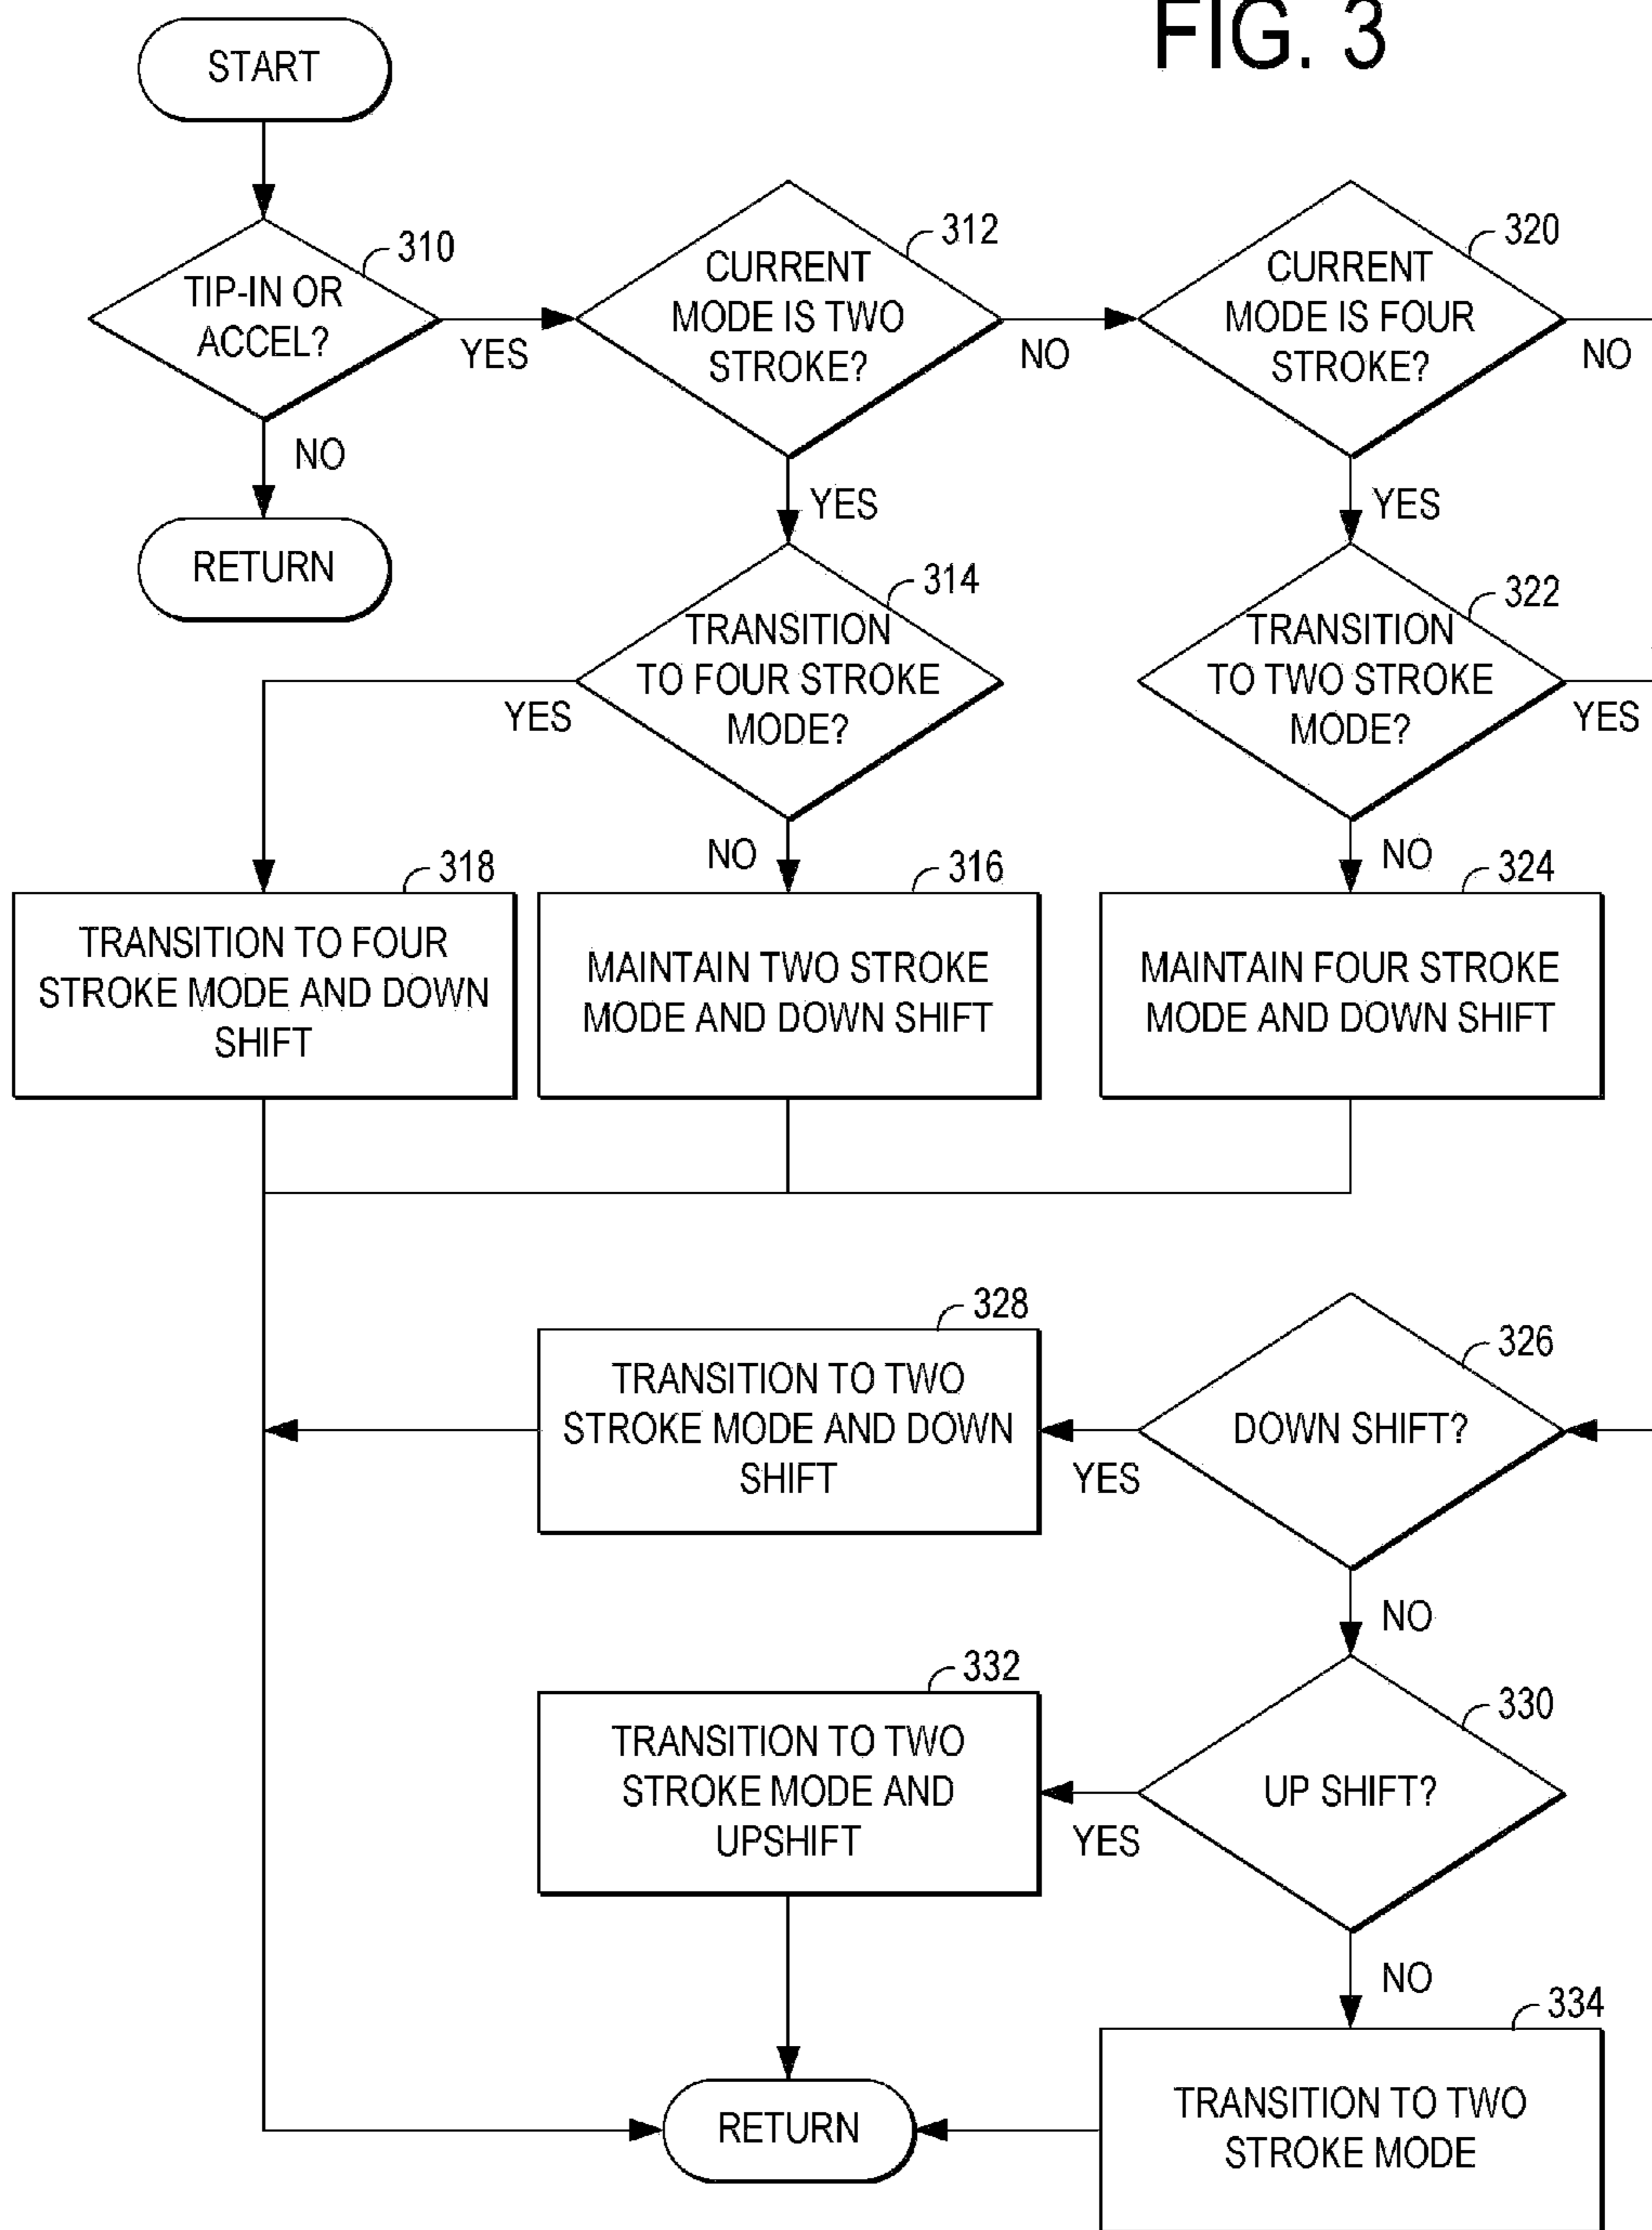 FIG. 3
START
310
TIP-IN OR
ACCEL?
YES
NO
RETURN
312
CURRENT
MODE IS TWO
STROKE?
NO
YES
320
CURRENT
MODE IS FOUR
STROKE?
NO
YES
314
TRANSITION
TO FOUR STROKE
MODE?
YES
NO
322
TRANSITION
TO TWO STROKE
MODE?
YES
NO
318
TRANSITION TO FOUR
STROKE MODE AND DOWN
SHIFT
316
MAINTAIN TWO STROKE
MODE AND DOWN SHIFT
324
MAINTAIN FOUR STROKE
MODE AND DOWN SHIFT
328
TRANSITION TO TWO
STROKE MODE AND DOWN
SHIFT
326
DOWN SHIFT?
YES
NO
332
TRANSITION TO TWO
STROKE MODE AND
UPSHIFT
330
UP SHIFT?
YES
NO
334
TRANSITION TO TWO
STROKE MODE
RETURN